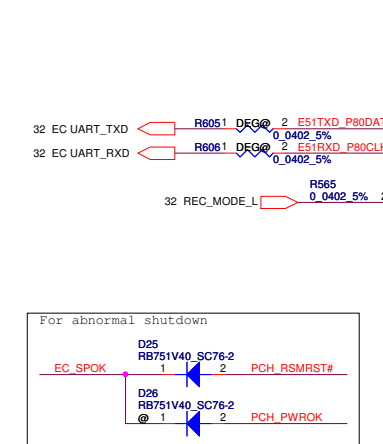 32 EC UART_TXD R605 1 DEG@ 2 E51TXD_P80DAT
0_0402_5%
32 EC UART_RXD R606 1 DEG@ 2 E51RXD_P80CLK
0_0402_5%
R565
32 REC_MODE_L 0_0402_5% 2
For abnormal shutdown
D25
RB751V40_SC76-2
EC_SPOK 1 2 PCH_RSMRST#
D26
RB751V40_SC76-2
@ 1 2 PCH_PWROK